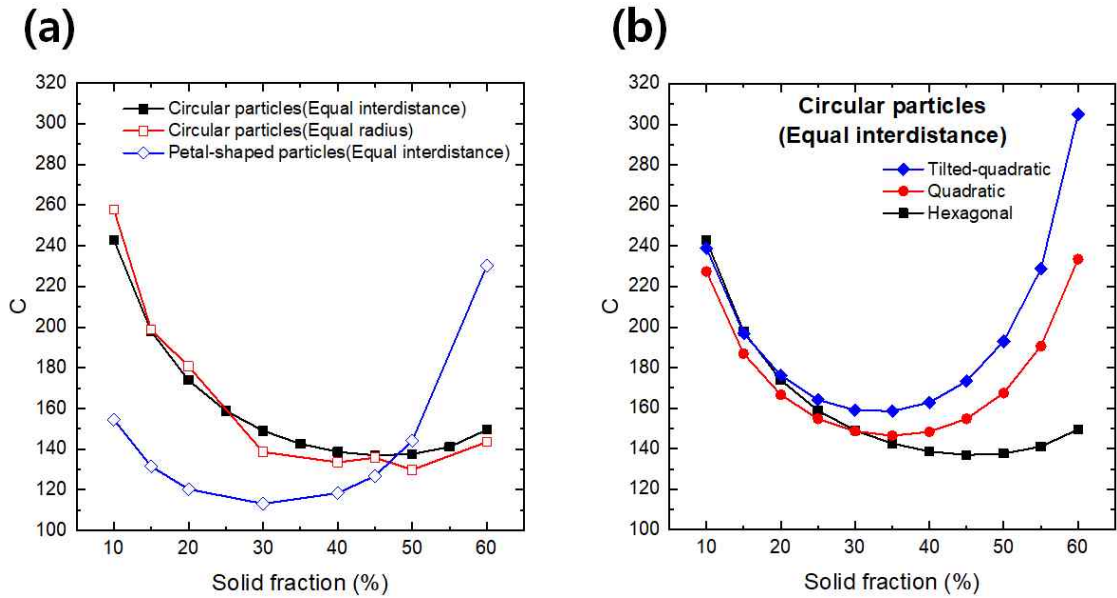 (a)
320
300
280
260
240
220
200
180
160
140
120
100
C
10
20
30
40
50
60
Solid fraction (%)
Circular particles(Equal interdistance)
Circular particles(Equal radius)
Petal-shaped particles(Equal interdistance)
(b)
320
300
280
260
240
220
200
180
160
140
120
100
C
10
20
30
40
50
60
Solid fraction (%)
Circular particles
(Equal interdistance)
Tilted-quadratic
Quadratic
Hexagonal